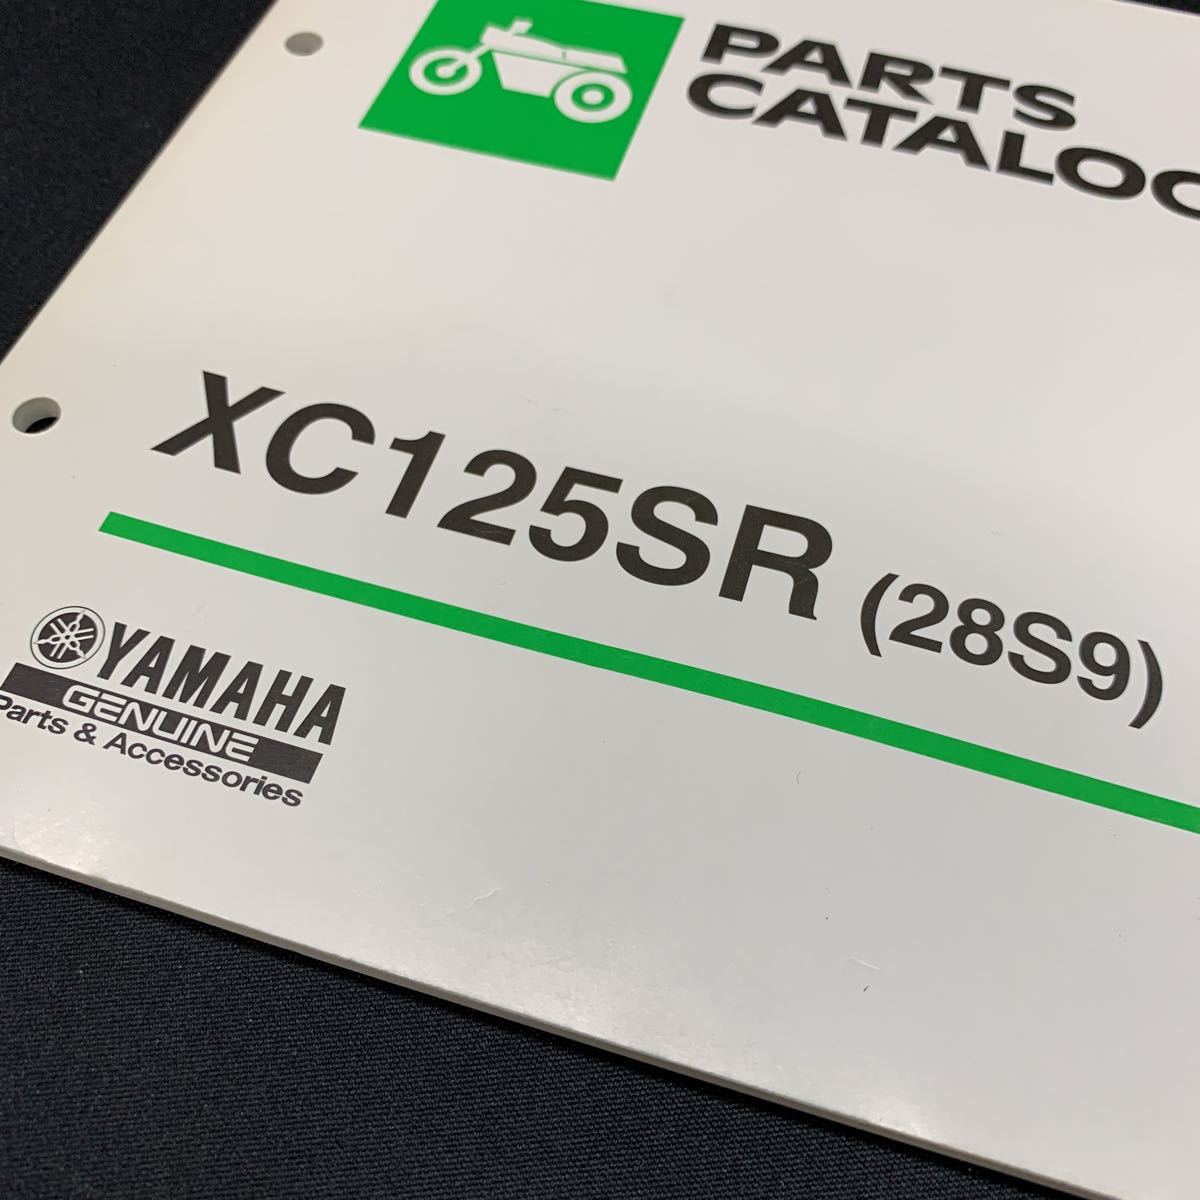 PARTS
CATALOG
XC125SR (28S9)
YAMAHA
GENUINE
Parts & Accessories